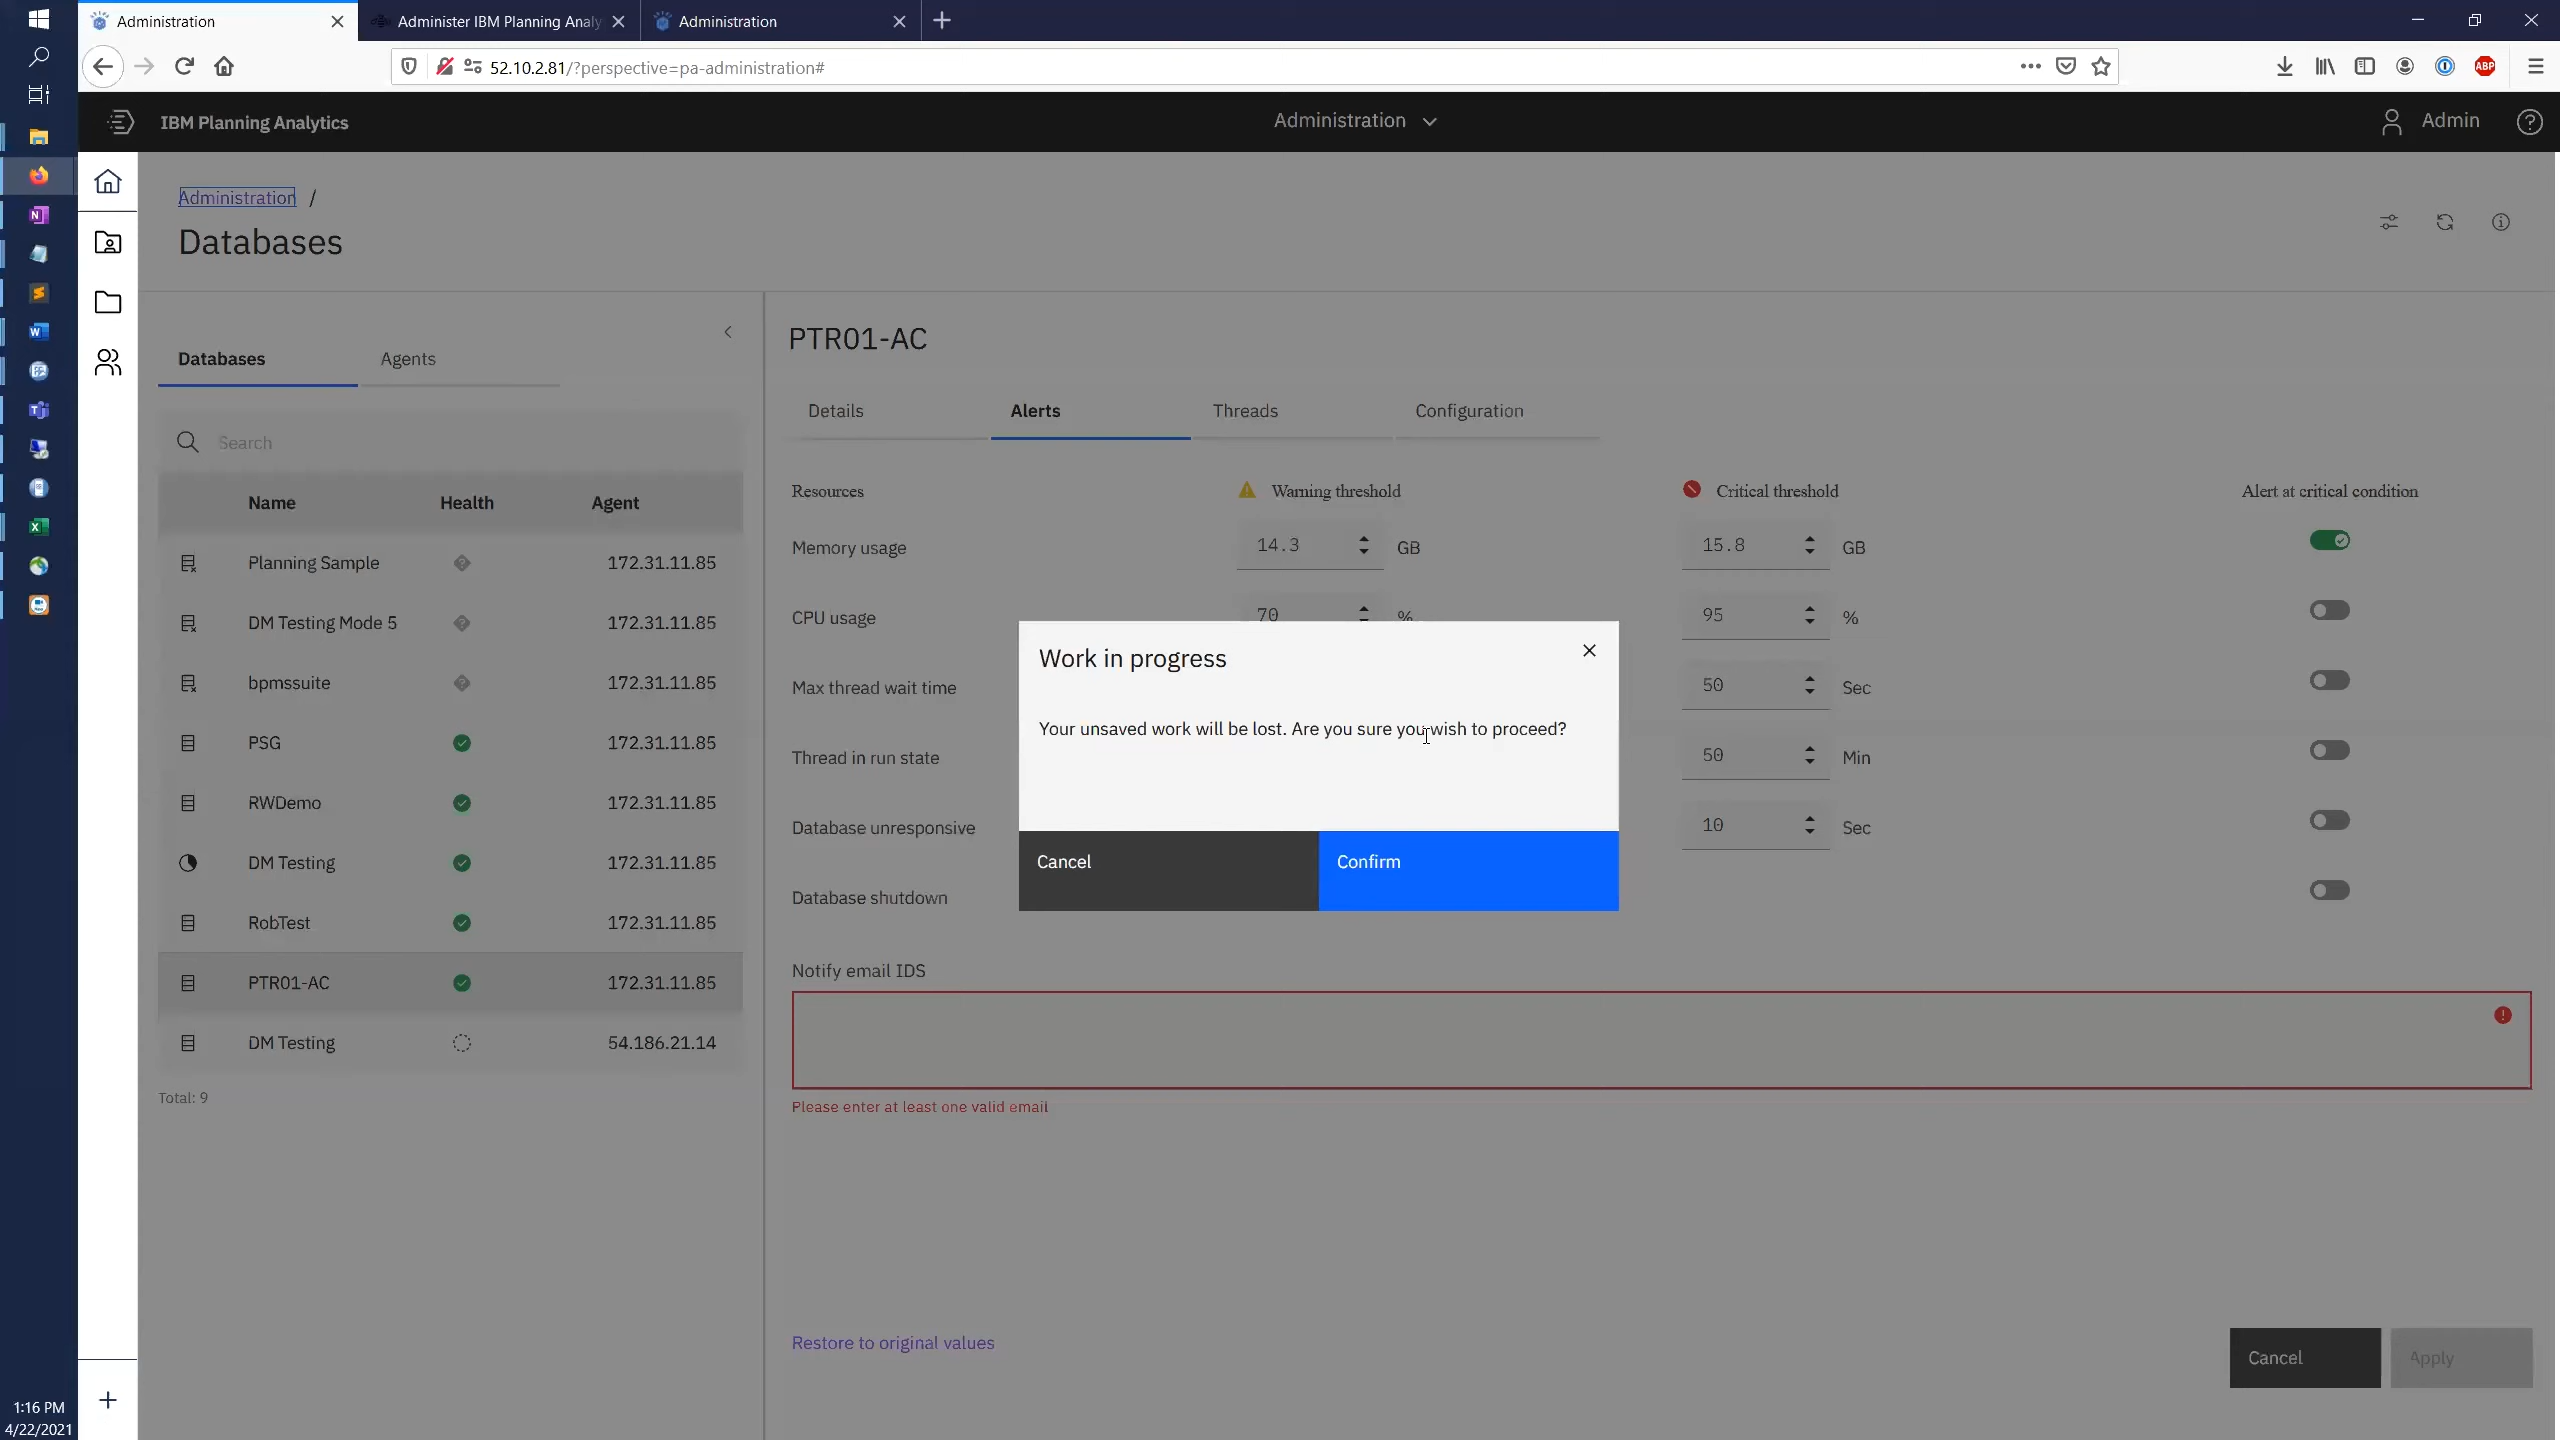 Administration
Administer IBM Planning Analy
Administration
52.10.2.81/?perspective=pa-administration#
ABP
IBM Planning Analytics
Administration
Admin
Administration /
Databases
Databases
Agents
Search
Name Health Agent
Planning Sample 172.31.11.85
DM Testing Mode 5 172.31.11.85
bpmssuite 172.31.11.85
PSG 172.31.11.85
RWDemo 172.31.11.85
DM Testing 172.31.11.85
RobTest 172.31.11.85
PTR01-AC 172.31.11.85
DM Testing 54.186.21.14
Total: 9
PTR01-AC
Details Alerts Threads Configuration
Resources Warning threshold Critical threshold Alert at critical condition
Memory usage 14.3 GB 15.8 GB
CPU usage 70 % 95 %
Max thread wait time 50 Sec
Thread in run state 50 Min
Database unresponsive 10 Sec
Database shutdown
Work in progress
Your unsaved work will be lost. Are you sure you wish to proceed?
Cancel Confirm
Notify email IDS
Please enter at least one valid email
Restore to original values
Cancel Apply
1:16 PM
4/22/2021